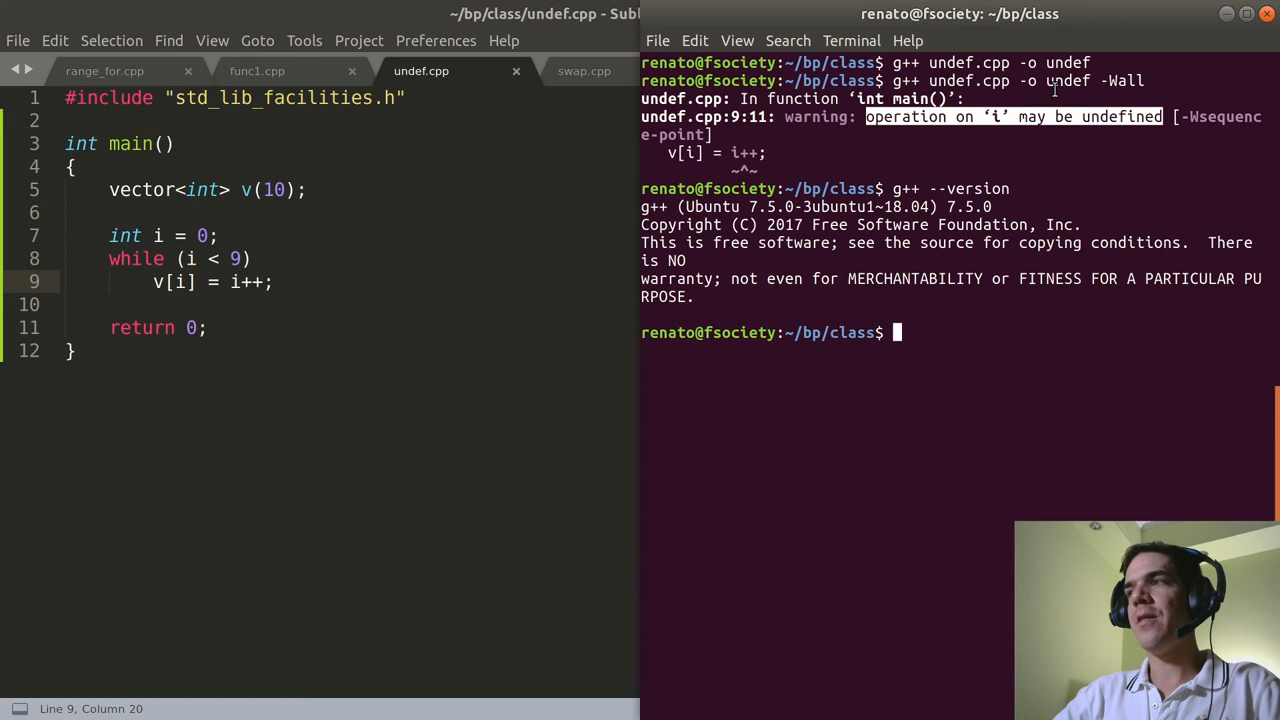 ~/bp/class/undef.cpp - Subl
File Edit Selection Find View Goto Tools Project Preferences Help
range_for.cpp × func1.cpp × undef.cpp × swap.cpp
1 #include "std_lib_facilities.h"
2
3 int main()
4 {
5 vector<int> v(10);
6
7 int i = 0;
8 while (i < 9)
9 v[i] = i++;
10
11 return 0;
12 }
Line 9, Column 20
renato@fsociety: ~/bp/class
File Edit View Search Terminal Help
renato@fsociety:~/bp/class$ g++ undef.cpp -o undef
renato@fsociety:~/bp/class$ g++ undef.cpp -o undef -Wall
undef.cpp: In function ‘int main()’:
undef.cpp:9:11: warning: operation on ‘i’ may be undefined [-Wsequenc
e-point]
v[i] = i++;
~^~
renato@fsociety:~/bp/class$ g++ --version
g++ (Ubuntu 7.5.0-3ubuntu1~18.04) 7.5.0
Copyright (C) 2017 Free Software Foundation, Inc.
This is free software; see the source for copying conditions.  There
is NO
warranty; not even for MERCHANTABILITY or FITNESS FOR A PARTICULAR PU
RPOSE.
renato@fsociety:~/bp/class$